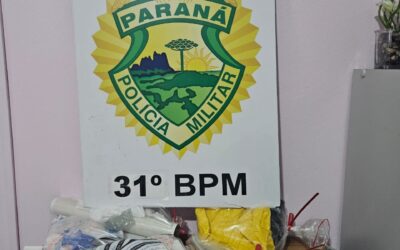 PARANÁ
POLÍCIA MILITAR
31º BPM